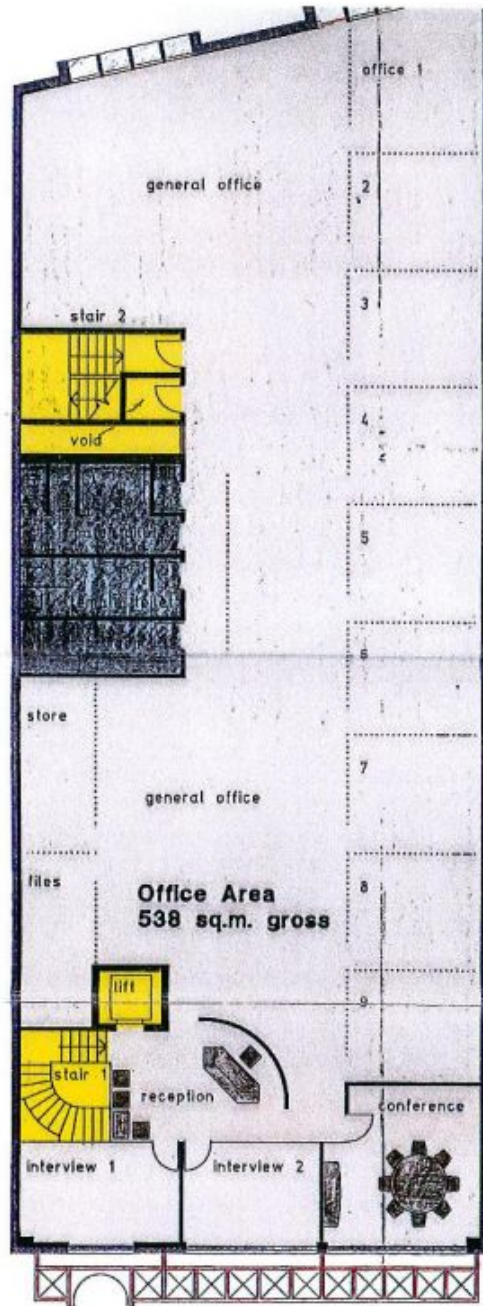 office 1
general office
2
3
stair 2
4
void
5
6
store
7
general office
files
8
Office Area
538 sq.m. gross
lift
9
stair 1
reception
conference
interview 1
interview 2